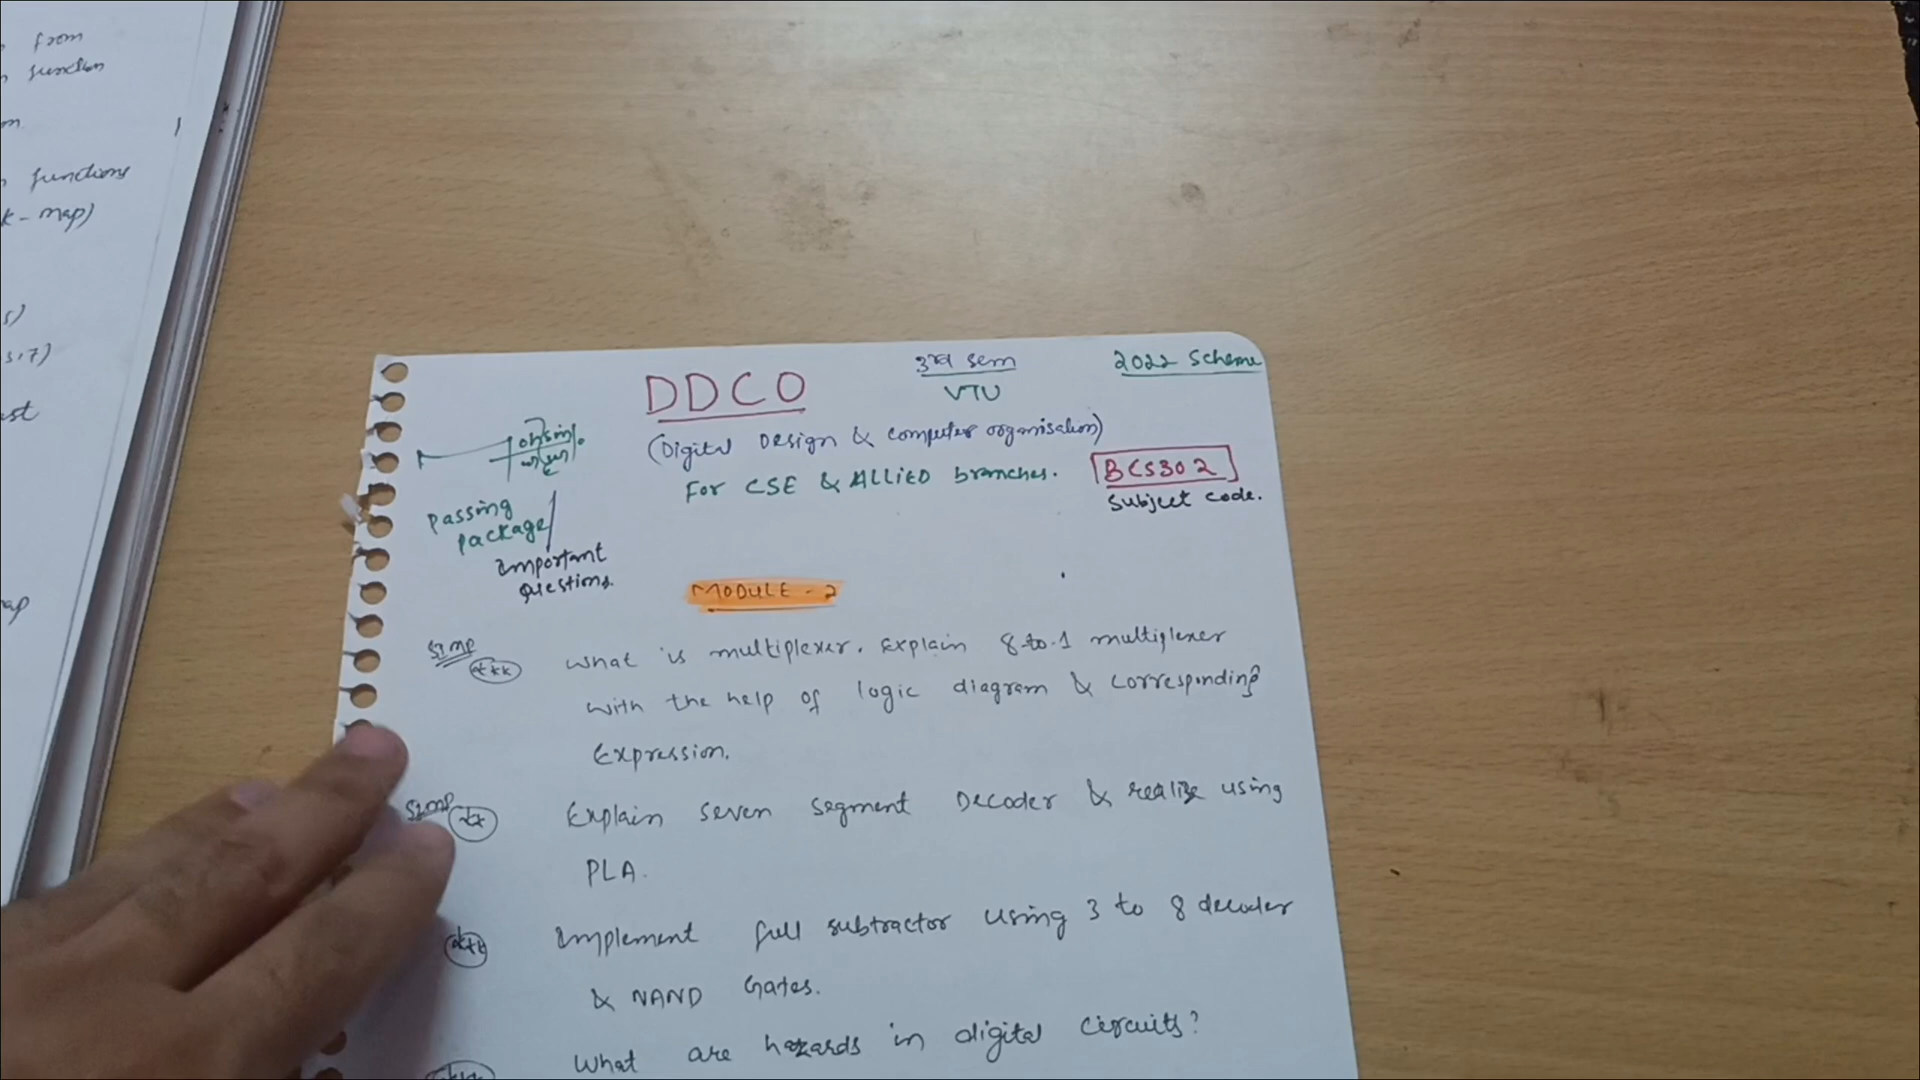 from
function
functions
k-map)
s)
s,7)
DDCO
3rd sem
VTU
2022 Scheme
(Digital Design & computer organisation)
For CSE & ALLIED branches.
BCS302
Subject code.
passing
package/
important
questions.
MODULE - 2
SIMP
*** What is multiplexer. Explain 8-to-1 multiplexer
with the help of logic diagram & corresponding
Expression.
SIMP
** Explain seven segment Decoder & realize using
PLA.
*** Implement full subtractor using 3 to 8 decoder
& NAND Gates.
What are hazards in digital circuits?